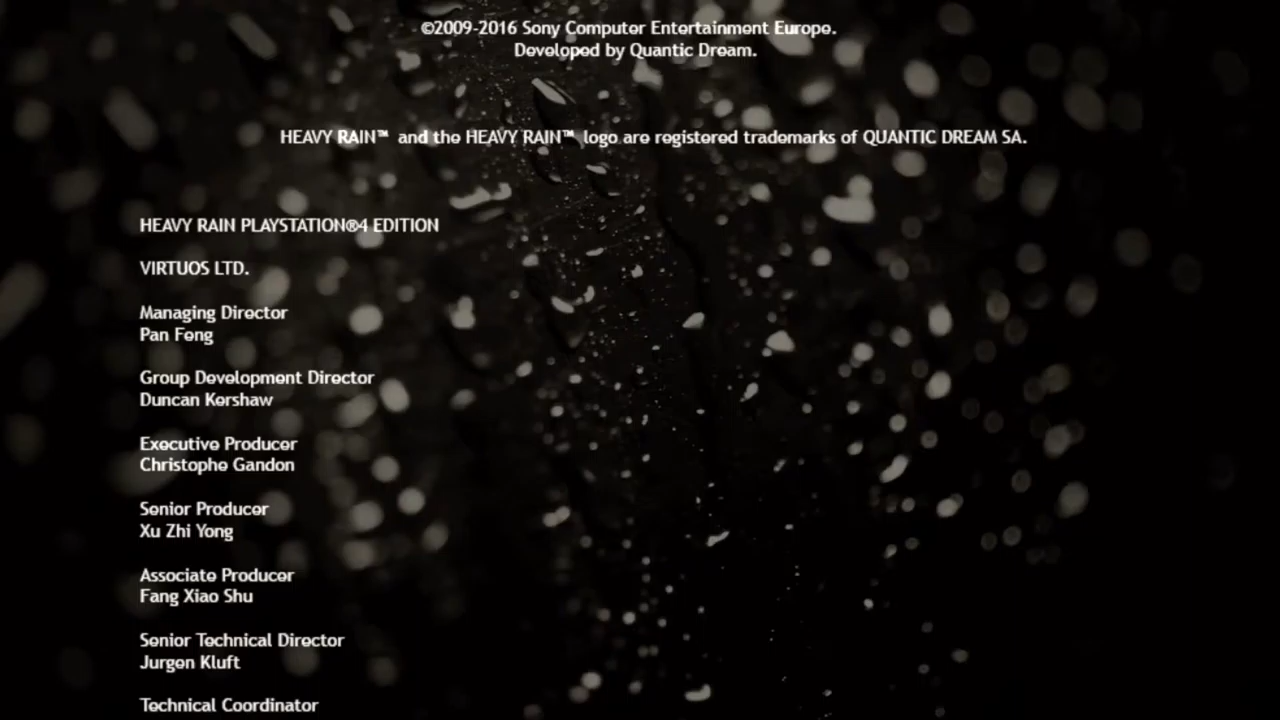 ©2009-2016 Sony Computer Entertainment Europe.
Developed by Quantic Dream.
HEAVY RAIN™ and the HEAVY RAIN™ logo are registered trademarks of QUANTIC DREAM SA.
HEAVY RAIN PLAYSTATION®4 EDITION
VIRTUOS LTD.
Managing Director
Pan Feng
Group Development Director
Duncan Kershaw
Executive Producer
Christophe Gandon
Senior Producer
Xu Zhi Yong
Associate Producer
Fang Xiao Shu
Senior Technical Director
Jurgen Kluft
Technical Coordinator